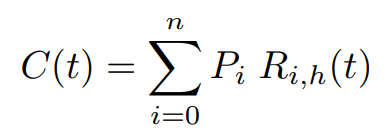 C(t) = \sum_{i=0}^{n} P_i R_{i,h}(t)